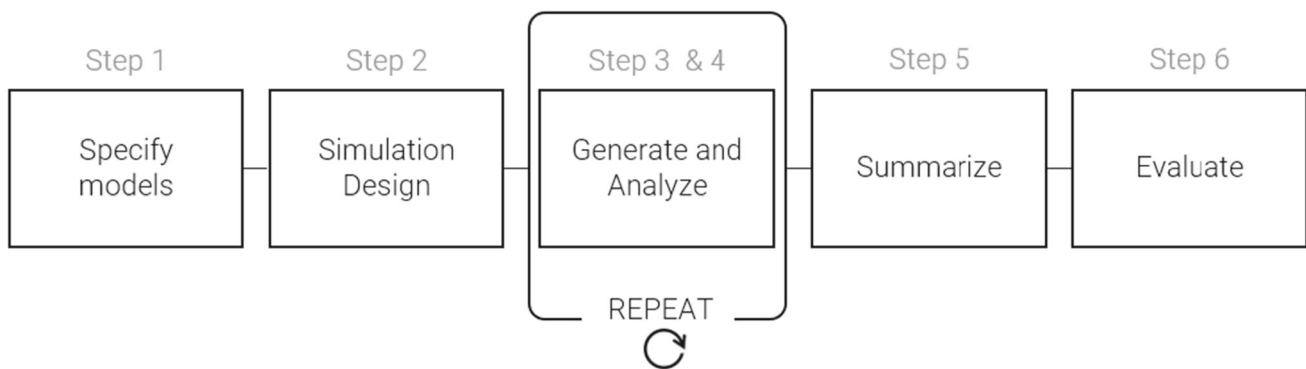 Step 1
Step 2
Step 3 & 4
Step 5
Step 6
Specify
models
Simulation
Design
Generate and
Analyze
Summarize
Evaluate
REPEAT